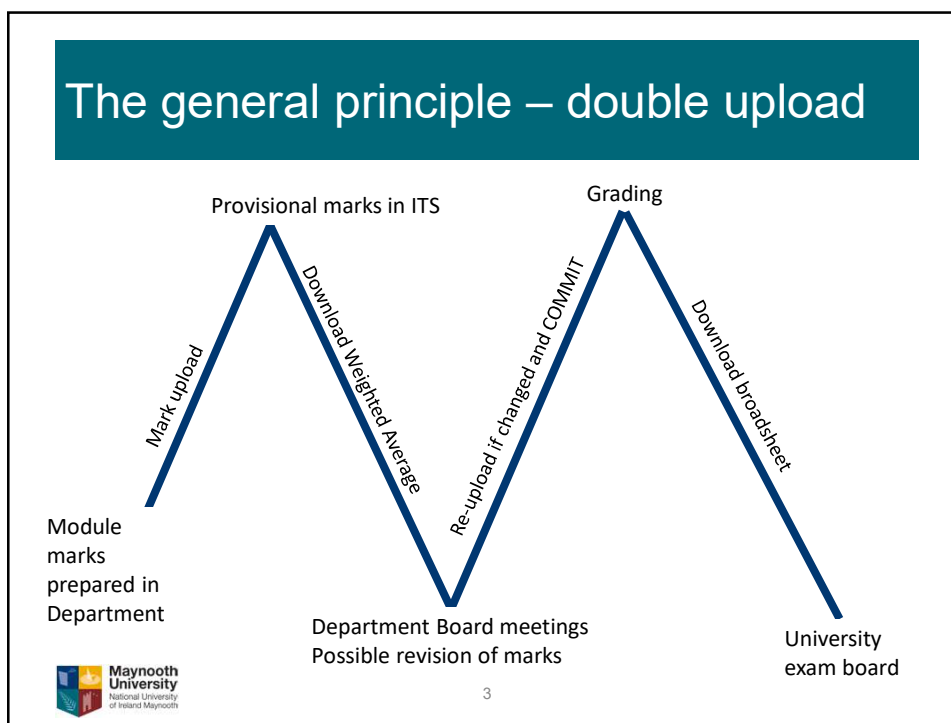 The general principle – double upload
Provisional marks in ITS
Grading
Mark upload
Download Weighted Average
Re-upload if changed and COMMIT
Download broadsheet
Module
marks
prepared in
Department
Department Board meetings
Possible revision of marks
University
exam board
Maynooth
University
National University
of Ireland Maynooth
3